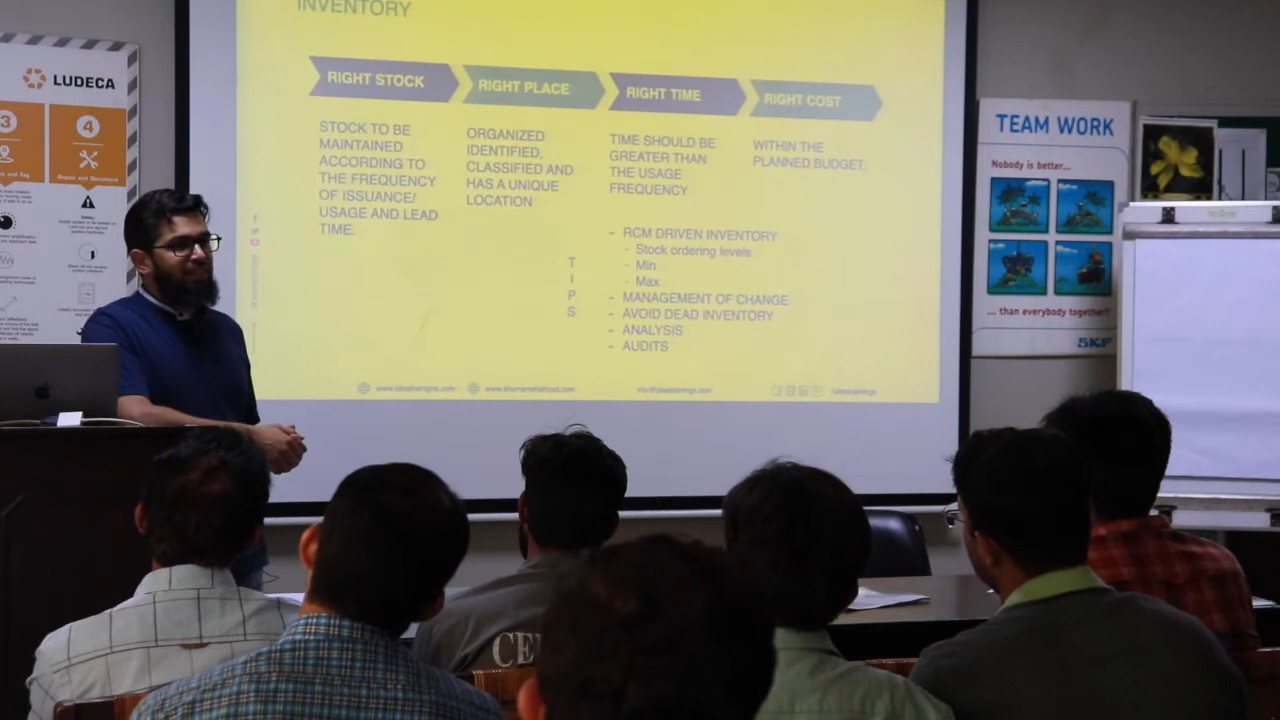 INVENTORY
RIGHT STOCK
RIGHT PLACE
RIGHT TIME
RIGHT COST
STOCK TO BE
MAINTAINED
ACCORDING TO
THE FREQUENCY
OF ISSUANCE/
USAGE AND LEAD
TIME.
ORGANIZED
IDENTIFIED,
CLASSIFIED AND
HAS A UNIQUE
LOCATION
TIME SHOULD BE
GREATER THAN
THE USAGE
FREQUENCY
WITHIN THE
PLANNED BUDGET.
T
I
P
S
- RCM DRIVEN INVENTORY
- Stock ordering levels
- Min
- Max
- MANAGEMENT OF CHANGE
- AVOID DEAD INVENTORY
- ANALYSIS
- AUDITS
LUDECA
3
4
Repair and Document
TEAM WORK
Nobody is better...
... than everybody together!
SKF